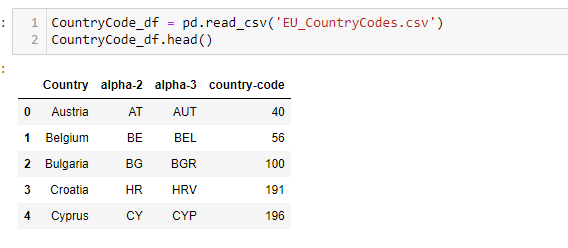 : 1 CountryCode_df = pd.read_csv('EU_CountryCodes.csv')
2 CountryCode_df.head()
:
Country alpha-2 alpha-3 country-code
0 Austria AT AUT 40
1 Belgium BE BEL 56
2 Bulgaria BG BGR 100
3 Croatia HR HRV 191
4 Cyprus CY CYP 196